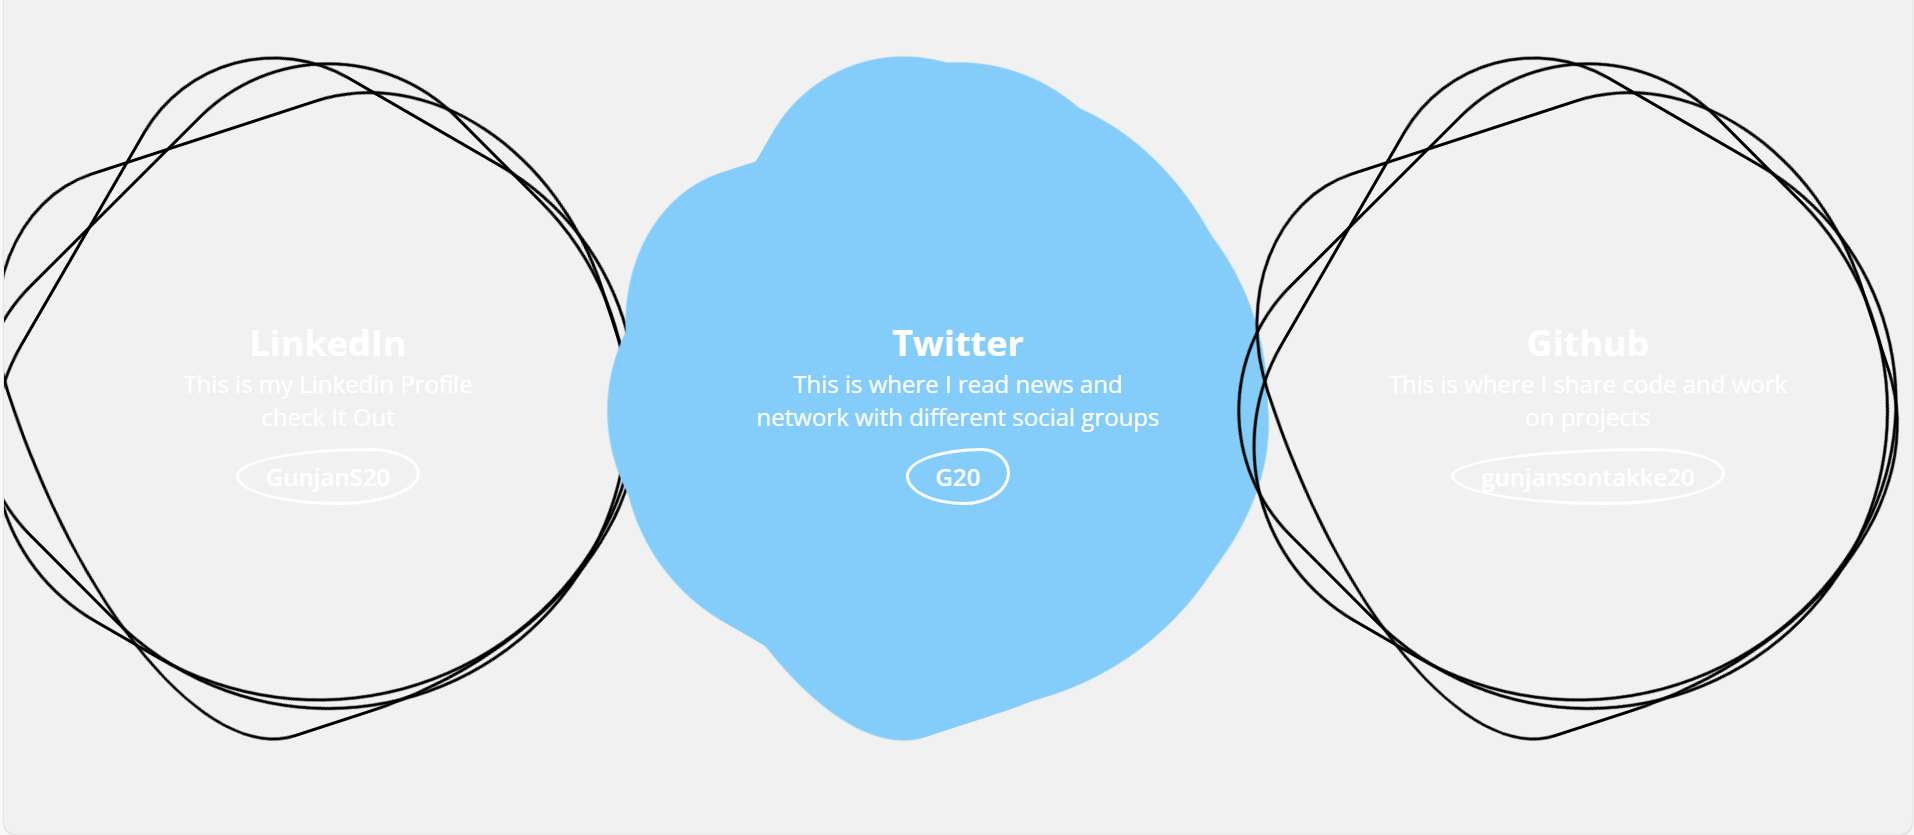 LinkedIn
This is my Linkedin Profile
check It Out
GunjanS20
Twitter
This is where I read news and
network with different social groups
G20
Github
This is where I share code and work
on projects
gunjansontakke20